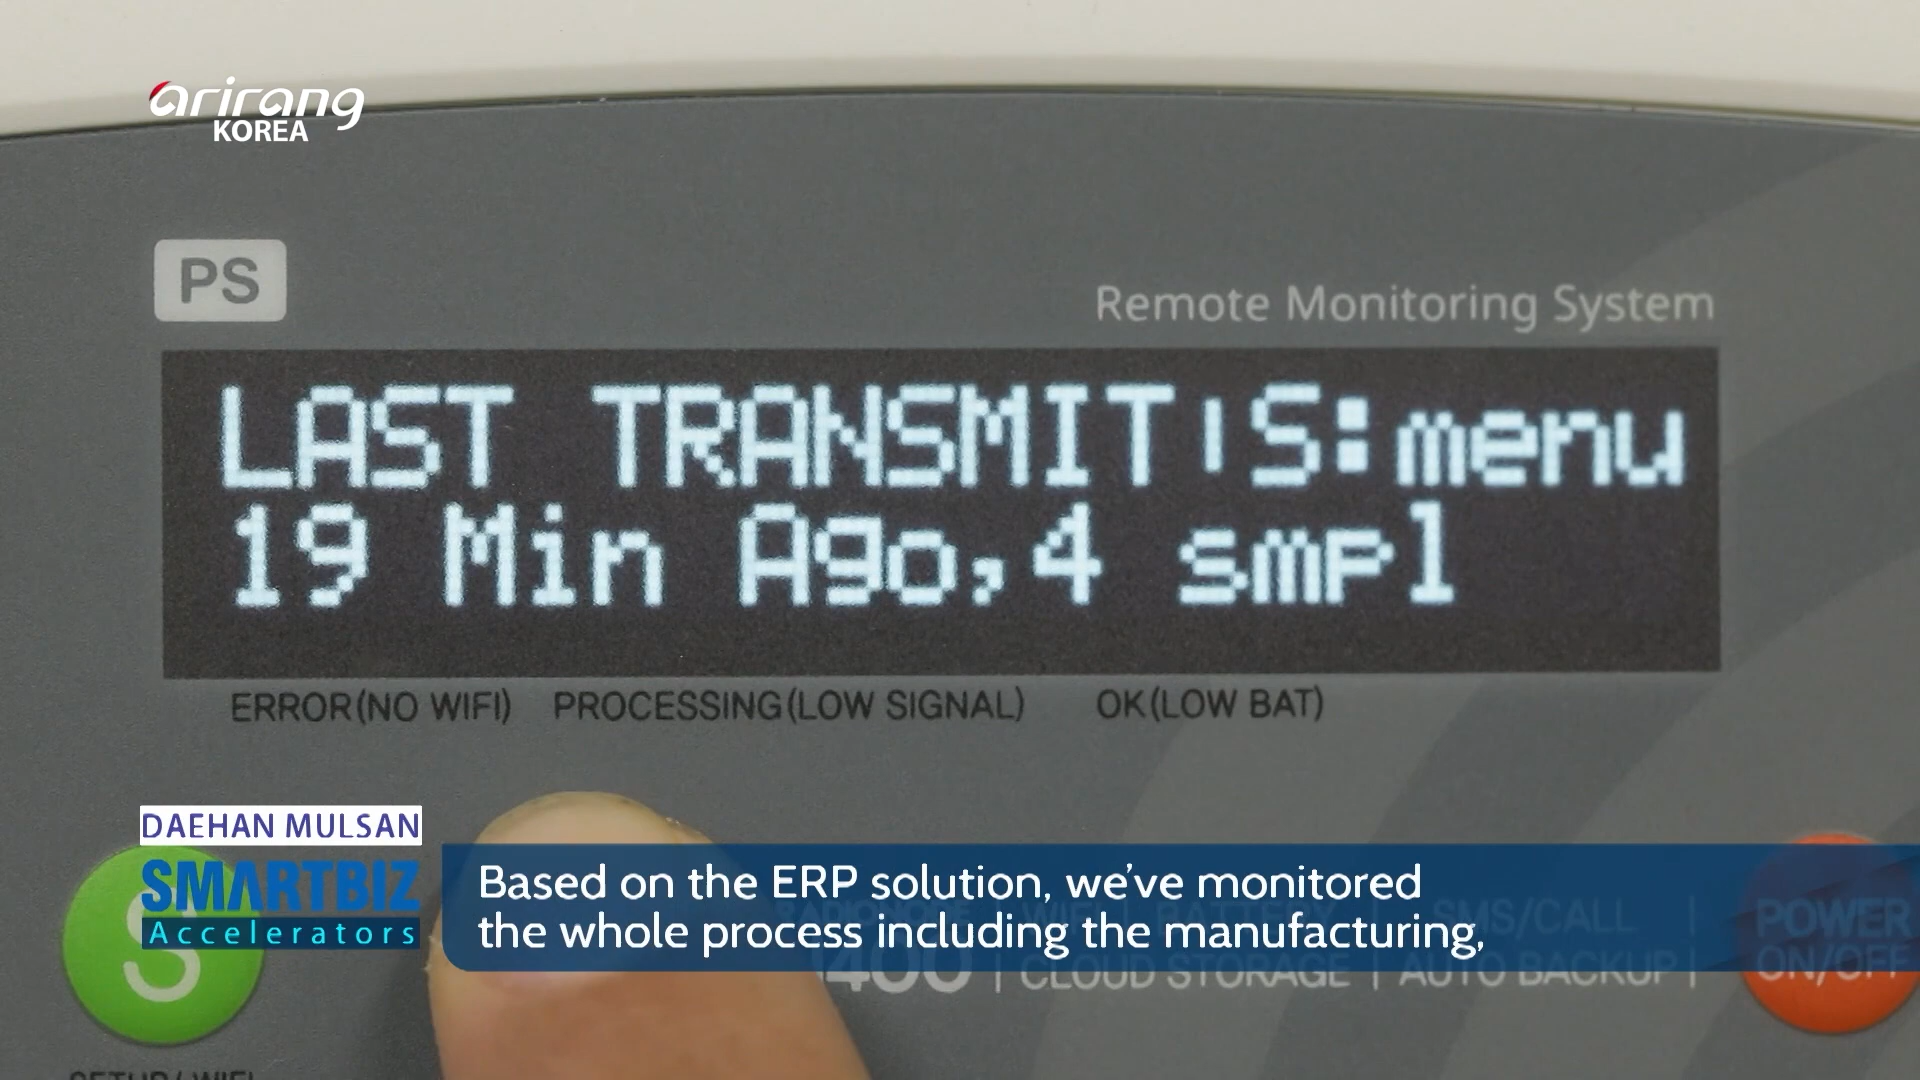 arirang
KOREA
PS
Remote Monitoring System
LAST TRANSMIT'S:menu
19 Min Ago,4 smpl
ERROR(NO WIFI) PROCESSING(LOW SIGNAL) OK(LOW BAT)
DAEHAN MULSAN
SMARTBIZ
Accelerators
S
Based on the ERP solution, we've monitored
the whole process including the manufacturing,
SMS/CALL |
400 | CLOUD STORAGE | AUTO BACKUP |
POWER
ON/OFF